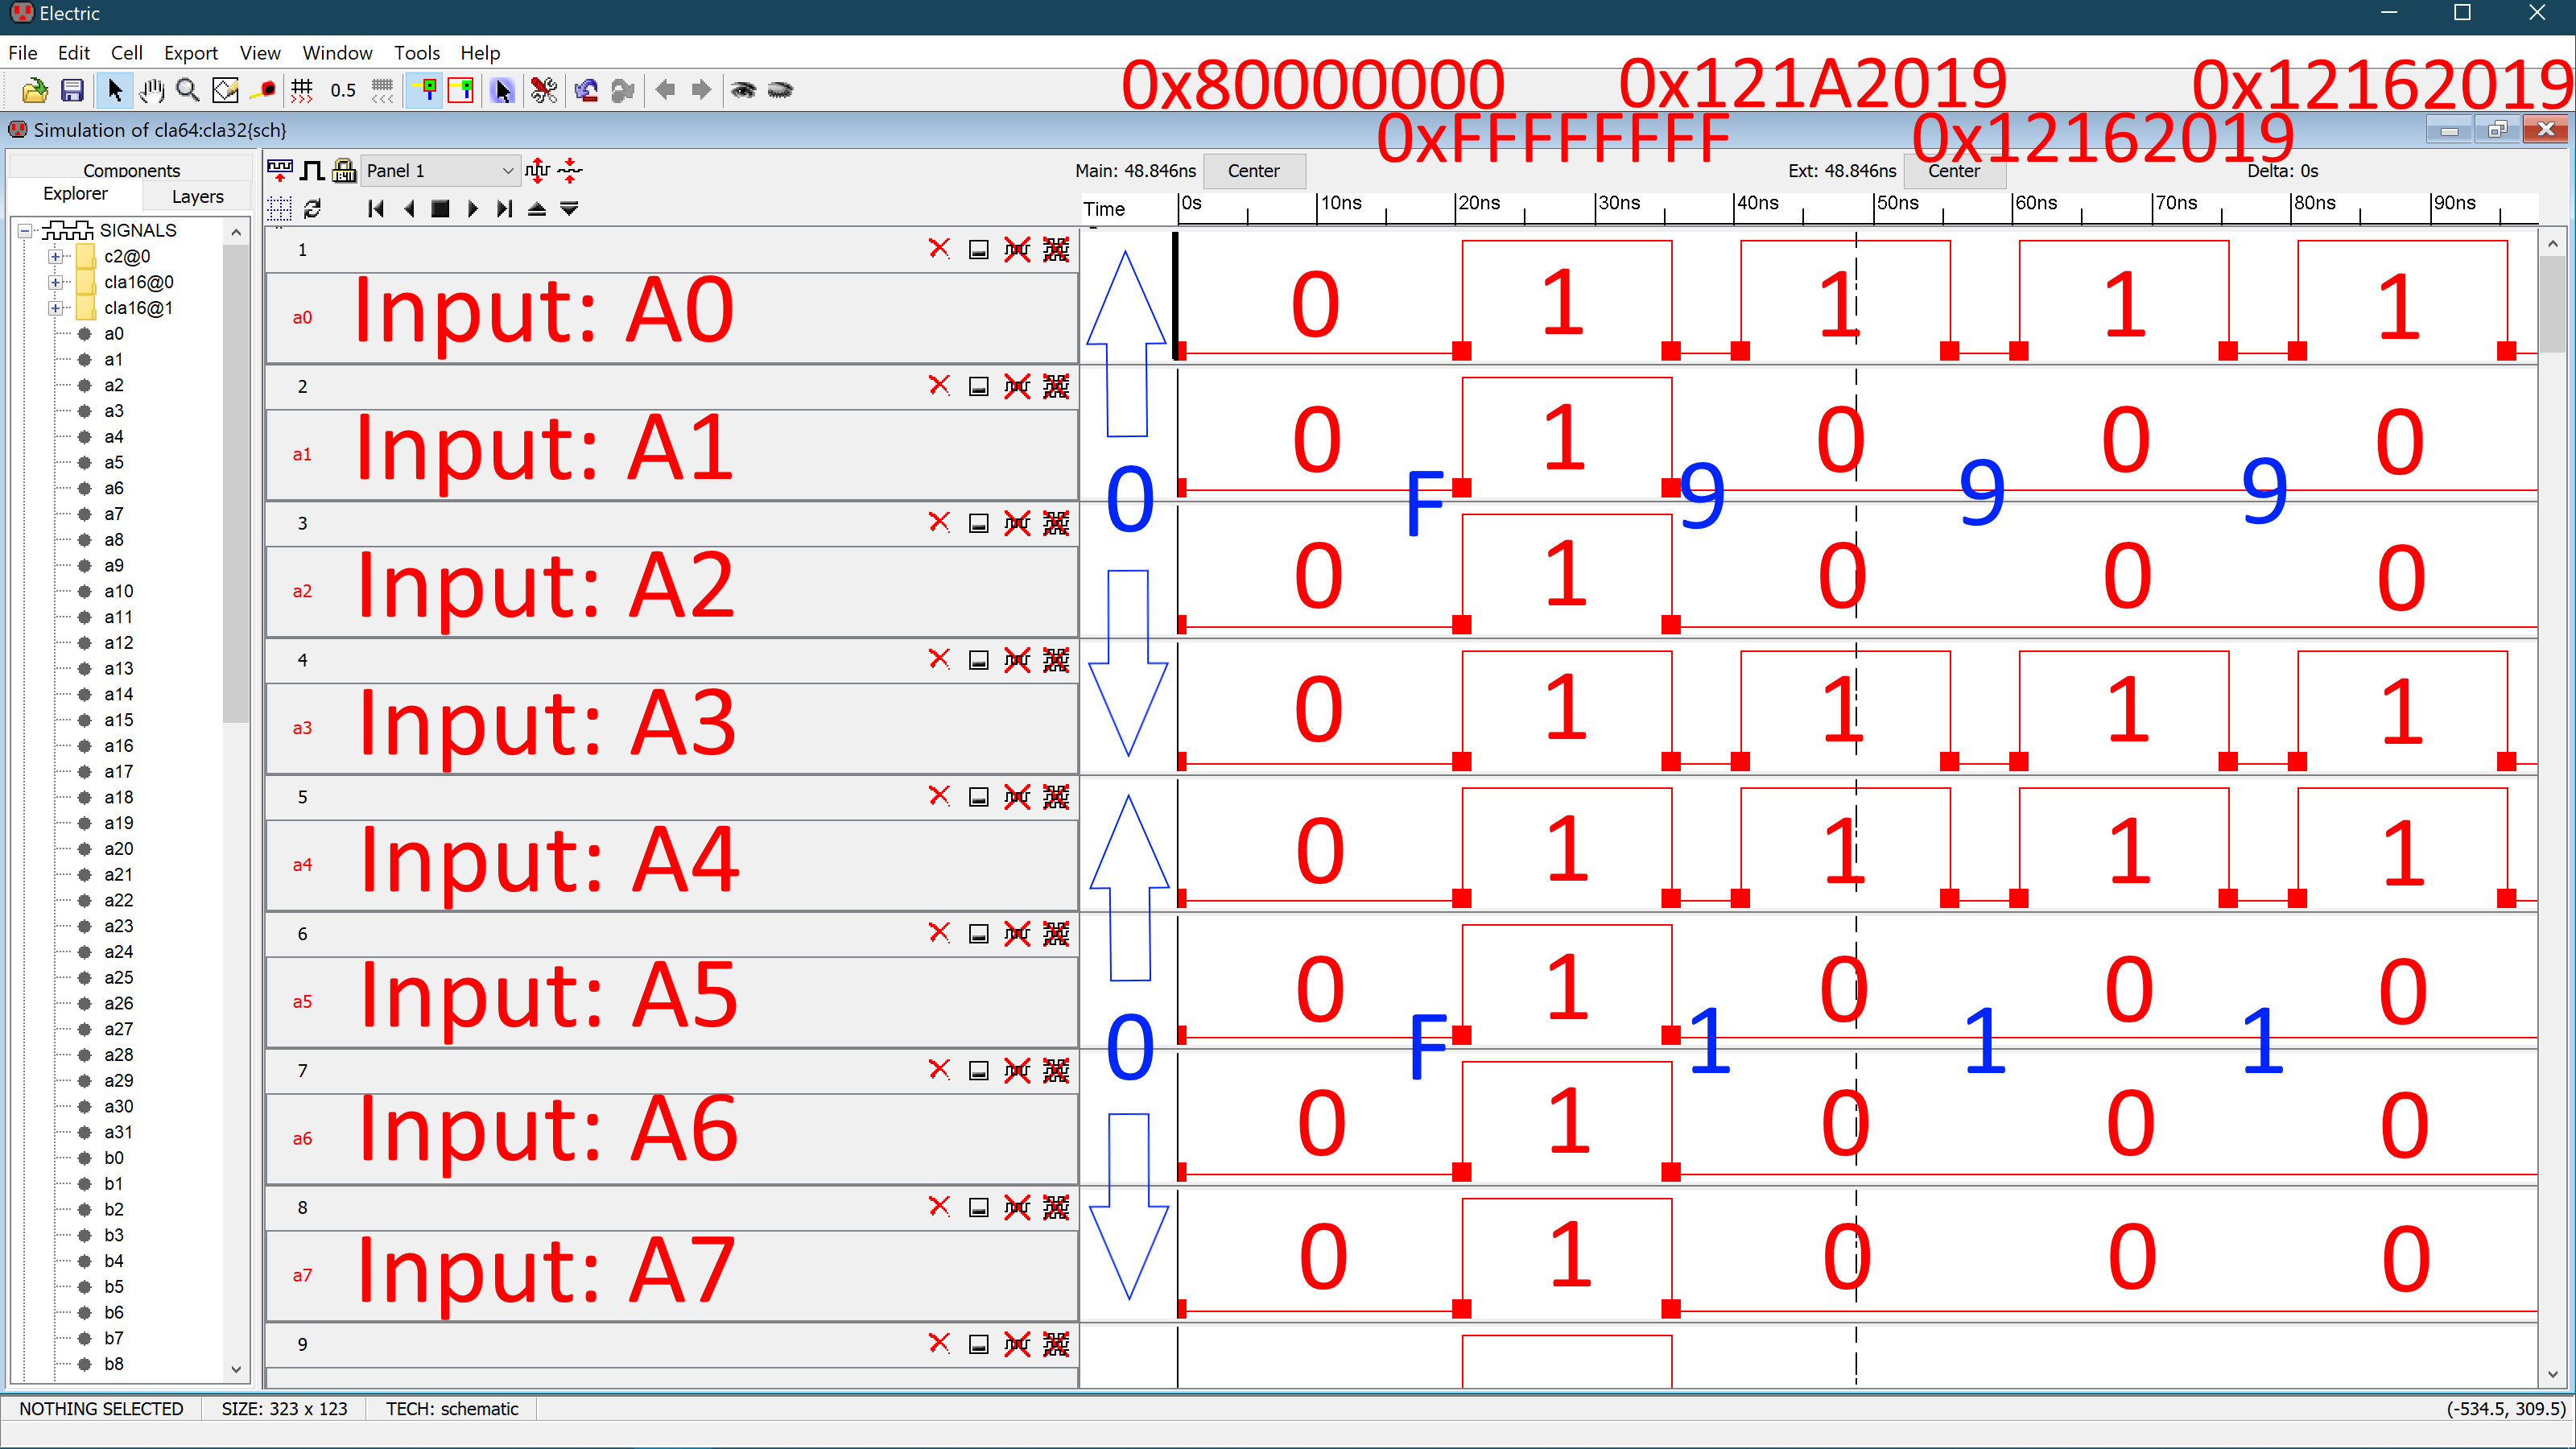 Electric
File Edit Cell Export View Window Tools Help
0x80000000 0x121A2019 0x12162019
0.5
0xFFFFFFFF 0x12162019
Simulation of cla64:cla32{sch}
Components
Explorer Layers
Panel 1
Main: 48.846ns Center Ext: 48.846ns Center Delta: 0s
Time 0s 10ns 20ns 30ns 40ns 50ns 60ns 70ns 80ns 90ns
SIGNALS
c2@0
cla16@0
cla16@1
a0
a1
a2
a3
a4
a5
a6
a7
a8
a9
a10
a11
a12
a13
a14
a15
a16
a17
a18
a19
a20
a21
a22
a23
a24
a25
a26
a27
a28
a29
a30
a31
b0
b1
b2
b3
b4
b5
b6
b7
b8
1
a0 Input: A0 0 1 1 1 1
2
a1 Input: A1 0 1 0 0 0
0 F 9 9 9
3
a2 Input: A2 0 1 0 0 0
4
a3 Input: A3 0 1 1 1 1
5
a4 Input: A4 0 1 1 1 1
6
a5 Input: A5 0 1 0 0 0
0 F 1 1 1
7
a6 Input: A6 0 1 0 0 0
8
a7 Input: A7 0 1 0 0 0
9
NOTHING SELECTED SIZE: 323 x 123 TECH: schematic (-534.5, 309.5)